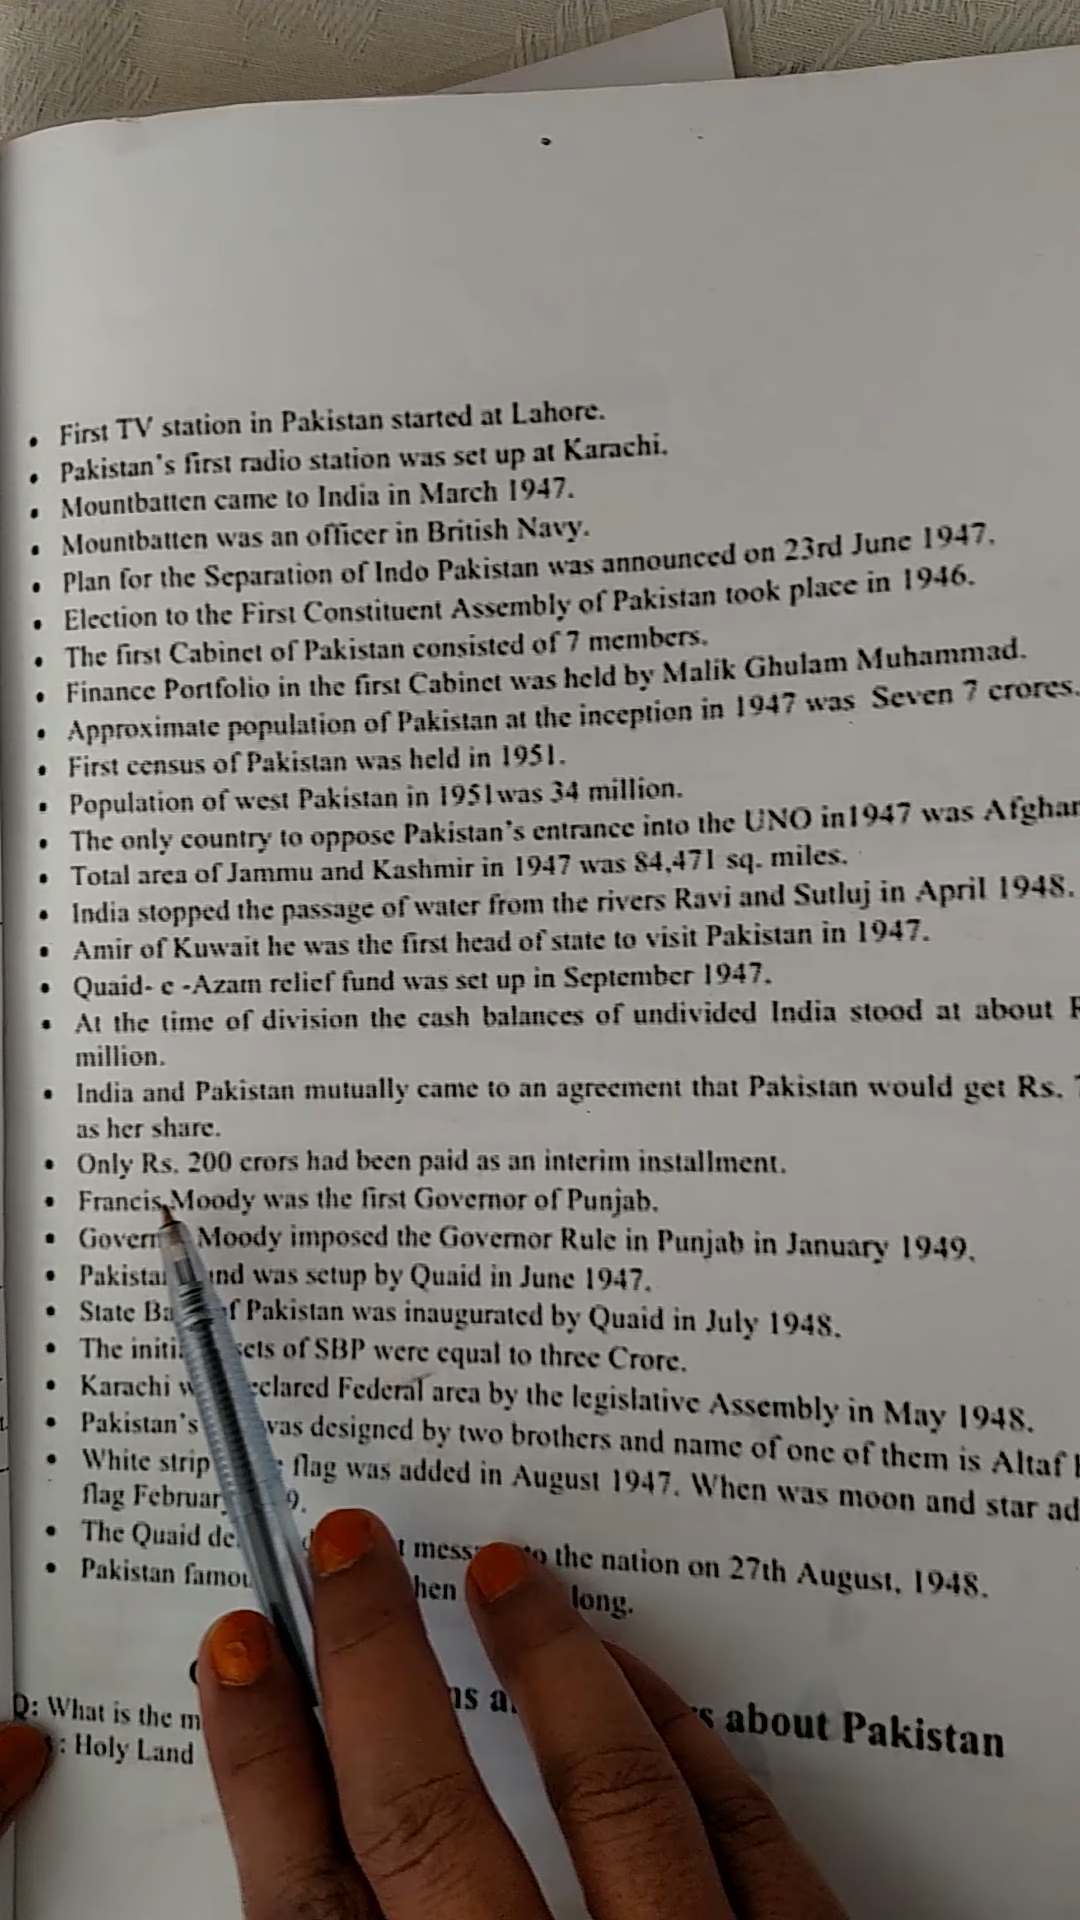 • First TV station in Pakistan started at Lahore.
• Pakistan's first radio station was set up at Karachi.
• Mountbatten came to India in March 1947.
• Mountbatten was an officer in British Navy.
• Plan for the Separation of Indo Pakistan was announced on 23rd June 1947.
• Election to the First Constituent Assembly of Pakistan took place in 1946.
• The first Cabinet of Pakistan consisted of 7 members.
• Finance Portfolio in the first Cabinet was held by Malik Ghulam Muhammad.
• Approximate population of Pakistan at the inception in 1947 was Seven 7 crores.
• First census of Pakistan was held in 1951.
• Population of west Pakistan in 1951was 34 million.
• The only country to oppose Pakistan's entrance into the UNO in1947 was Afghan
• Total area of Jammu and Kashmir in 1947 was 84,471 sq. miles.
• India stopped the passage of water from the rivers Ravi and Sutluj in April 1948.
• Amir of Kuwait he was the first head of state to visit Pakistan in 1947.
• Quaid- e -Azam relief fund was set up in September 1947.
• At the time of division the cash balances of undivided India stood at about
million.
• India and Pakistan mutually came to an agreement that Pakistan would get Rs.
as her share.
• Only Rs. 200 crors had been paid as an interim installment.
• Francis Moody was the first Governor of Punjab.
• Govern Moody imposed the Governor Rule in Punjab in January 1949.
• Pakista und was setup by Quaid in June 1947.
• State Ba of Pakistan was inaugurated by Quaid in July 1948.
• The initi sets of SBP were equal to three Crore.
• Karachi w eclared Federal area by the legislative Assembly in May 1948.
• Pakistan's was designed by two brothers and name of one of them is Altaf
• White strip flag was added in August 1947. When was moon and star ad
flag Februar 9.
• The Quaid de t mess to the nation on 27th August, 1948.
• Pakistan famou hen long.
ns a s about Pakistan
Q: What is the m
: Holy Land